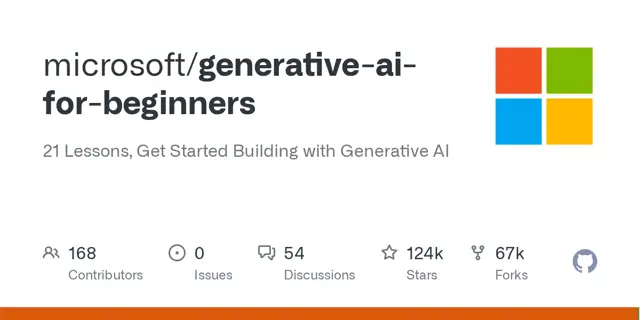 microsoft/generative-ai-
for-beginners
21 Lessons, Get Started Building with Generative AI
168 0 54 124k 67k
Contributors Issues Discussions Stars Forks